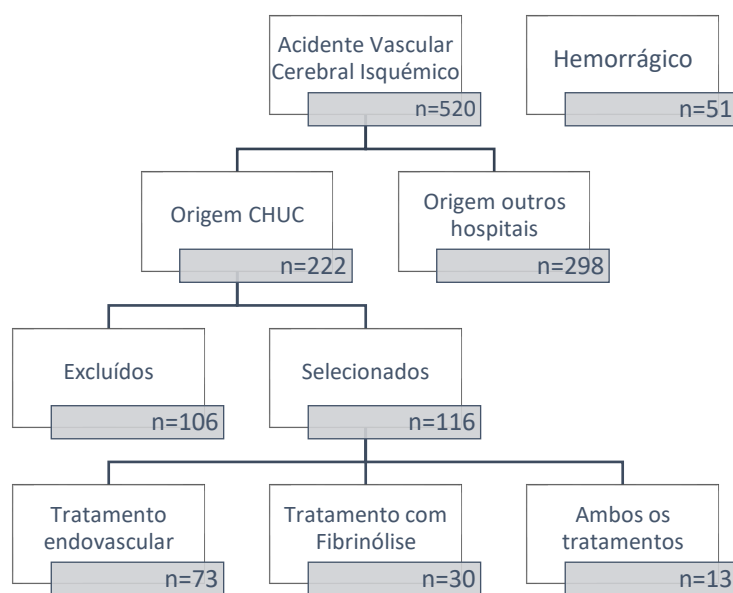 Acidente Vascular
Cerebral Isquémico
n=520
Hemorrágico
n=51
Origem CHUC
n=222
Origem outros
hospitais
n=298
Excluídos
n=106
Selecionados
n=116
Tratamento
endovascular
n=73
Tratamento com
Fibrinólise
n=30
Ambos os
tratamentos
n=13